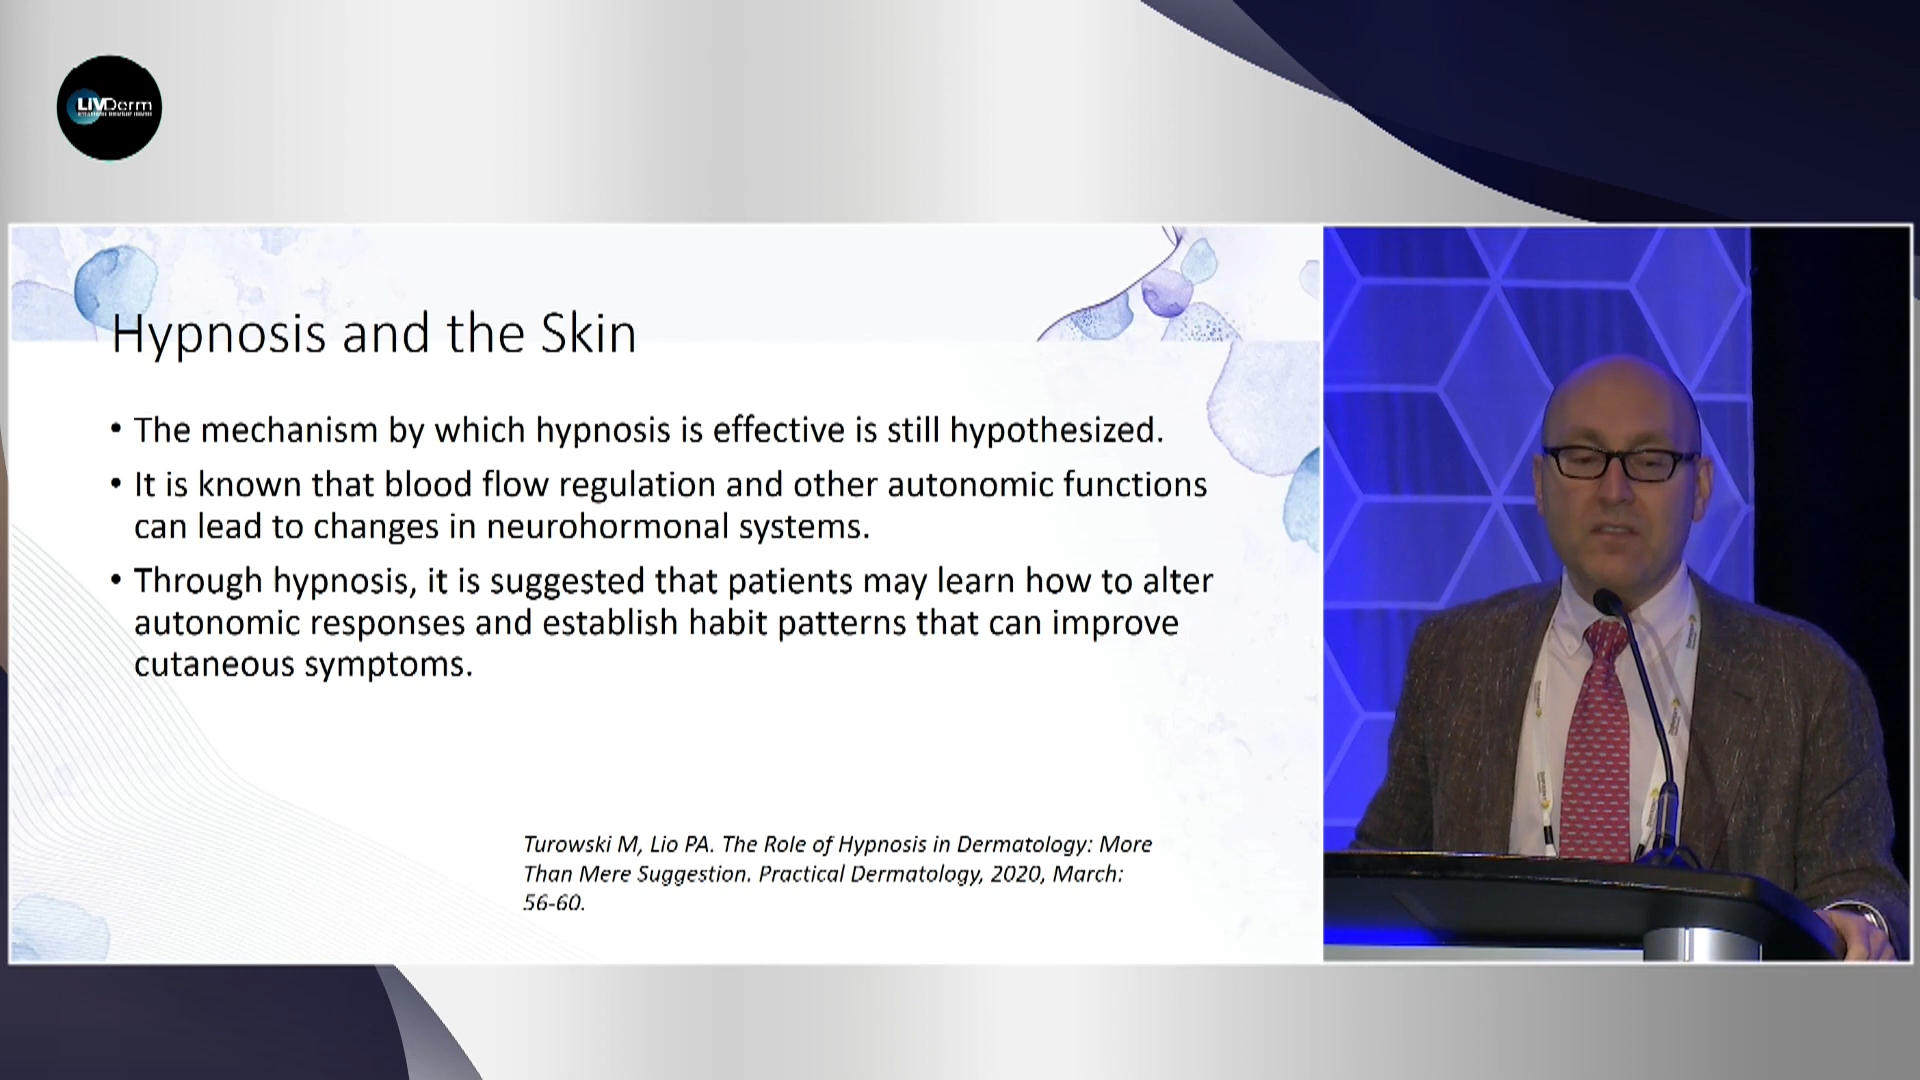 LIVDerm
Hypnosis and the Skin
• The mechanism by which hypnosis is effective is still hypothesized.
• It is known that blood flow regulation and other autonomic functions
can lead to changes in neurohormonal systems.
• Through hypnosis, it is suggested that patients may learn how to alter
autonomic responses and establish habit patterns that can improve
cutaneous symptoms.
Turowski M, Lio PA. The Role of Hypnosis in Dermatology: More
Than Mere Suggestion. Practical Dermatology, 2020, March:
56-60.